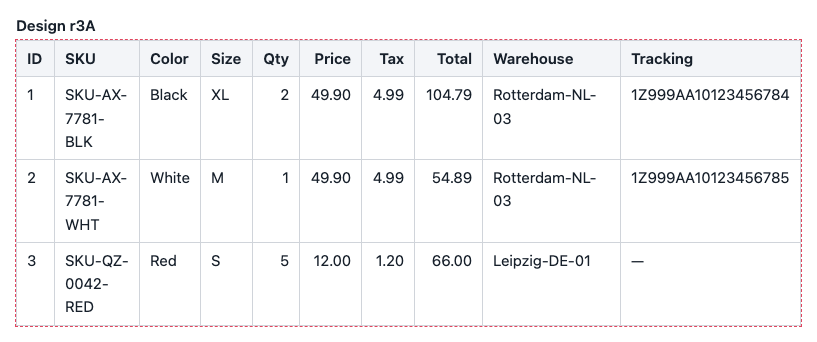 Design r3A
ID SKU Color Size Qty Price Tax Total Warehouse Tracking
1 SKU-AX- Black XL 2 49.90 4.99 104.79 Rotterdam-NL- 1Z999AA10123456784
7781- 03
BLK
2 SKU-AX- White M 1 49.90 4.99 54.89 Rotterdam-NL- 1Z999AA10123456785
7781- 03
WHT
3 SKU-QZ- Red S 5 12.00 1.20 66.00 Leipzig-DE-01 —
0042-
RED